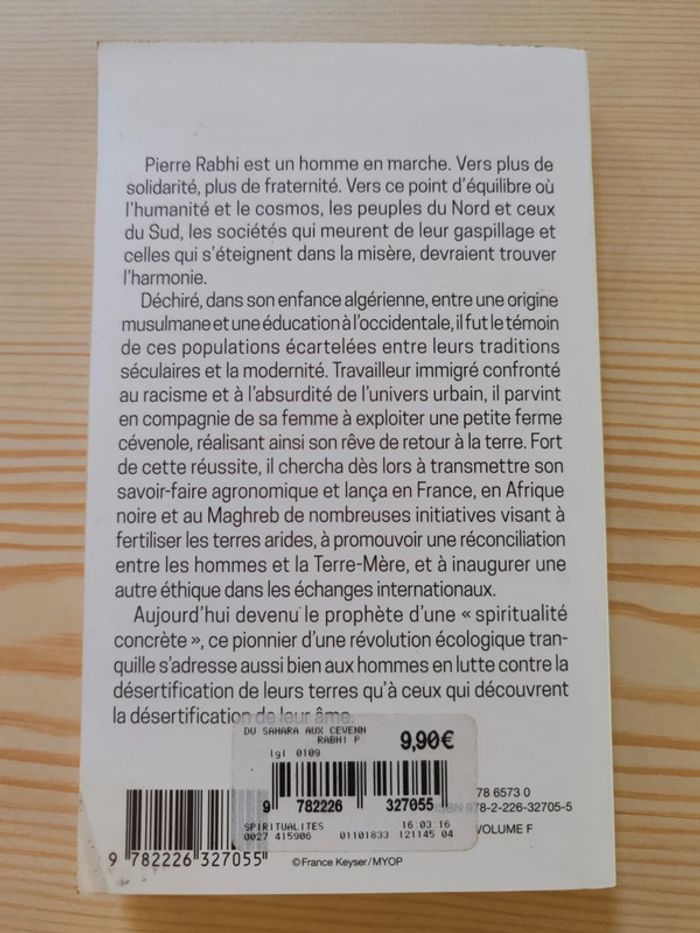 Pierre Rabhi est un homme en marche. Vers plus de
solidarité, plus de fraternité. Vers ce point d'équilibre où
l'humanité et le cosmos, les peuples du Nord et ceux
du Sud, les sociétés qui meurent de leur gaspillage et
celles qui s'éteignent dans la misère, devraient trouver
l'harmonie.
Déchiré, dans son enfance algérienne, entre une origine
musulmane et une éducation à l'occidentale, il fut le témoin
de ces populations écartelées entre leurs traditions
séculaires et la modernité. Travailleur immigré confronté
au racisme et à l'absurdité de l'univers urbain, il parvint
en compagnie de sa femme à exploiter une petite ferme
cévenole, réalisant ainsi son rêve de retour à la terre. Fort
de cette réussite, il chercha dès lors à transmettre son
savoir-faire agronomique et lança en France, en Afrique
noire et au Maghreb de nombreuses initiatives visant à
fertiliser les terres arides, à promouvoir une réconciliation
entre les hommes et la Terre-Mère, et à inaugurer une
autre éthique dans les échanges internationaux.
Aujourd'hui devenu le prophète d'une « spiritualité
concrète », ce pionnier d'une révolution écologique tran-
quille s'adresse aussi bien aux hommes en lutte contre la
désertification de leurs terres qu'à ceux qui découvrent
la désertification de leur âme.
DU SAHARA AUX CEVENN
RABHI P
9,90€
lgl 0109
9 782226 327055
SPIRITUALITES 16:03:16
0027 415906 01101833 121145 04
78 6573 0
ISBN 978-2-226-32705-5
VOLUME F
9 782226 327055
©France Keyser/MYOP